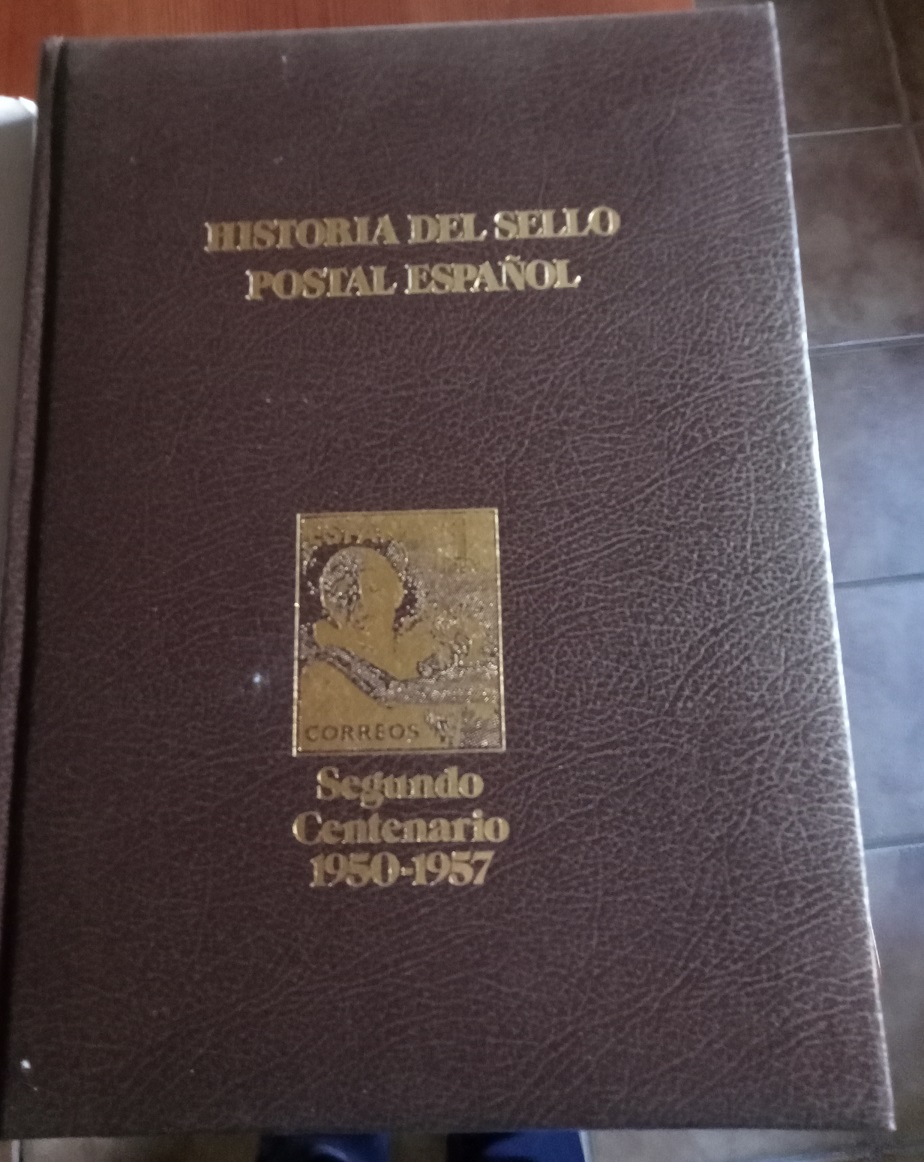 HISTORIA DEL SELLO
POSTAL ESPAÑOL
CORREOS
Segundo
Centenario
1950-1957